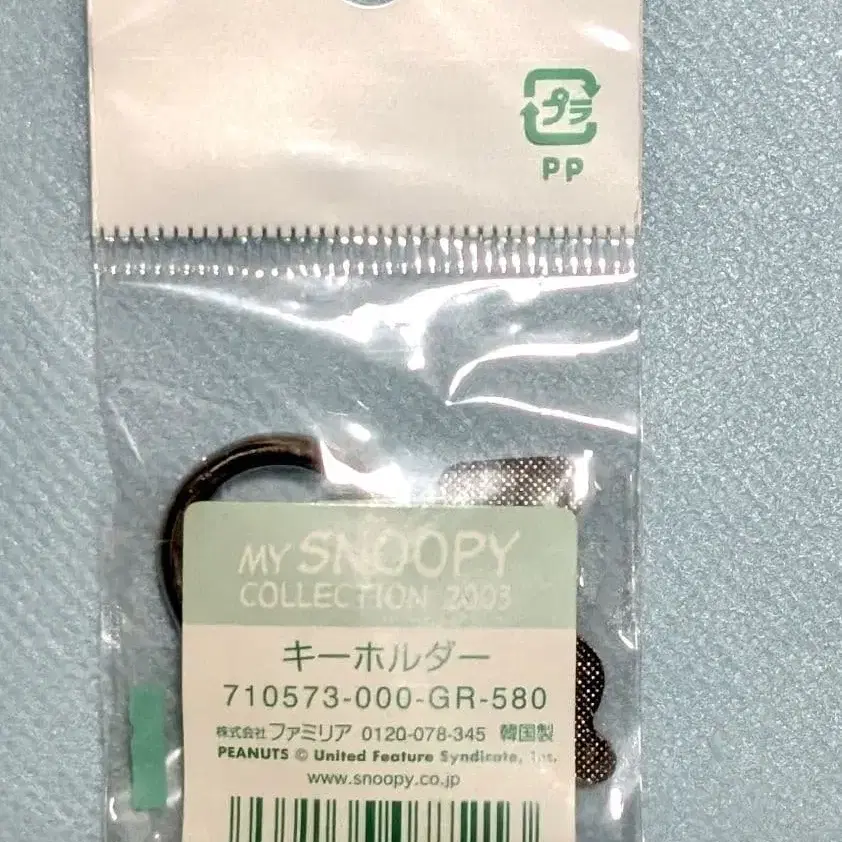 プラ
PP
MY SNOOPY
COLLECTION 2003
キーホルダー
710573-000-GR-580
株式会社ファミリア 0120-078-345 韓国製
PEANUTS © United Feature Syndicate, Inc.
www.snoopy.co.jp